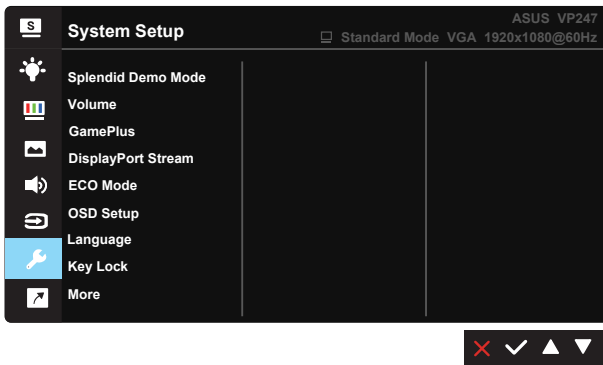 S
System Setup
ASUS VP247
Standard Mode VGA 1920x1080@60Hz
Splendid Demo Mode
Volume
GamePlus
DisplayPort Stream
ECO Mode
OSD Setup
Language
Key Lock
More